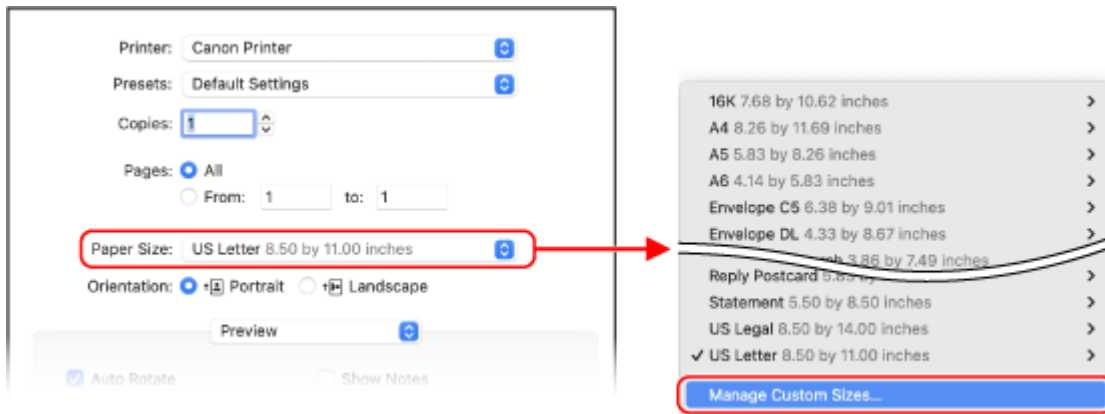 Printer: Canon Printer
Presets: Default Settings
Copies: 1
Pages: All
From: 1 to: 1
Paper Size: US Letter 8.50 by 11.00 inches
Orientation: Portrait Landscape
Preview
Auto Rotate Show Notes
16K 7.68 by 10.62 inches
A4 8.26 by 11.69 inches
A5 5.83 by 8.26 inches
A6 4.14 by 5.83 inches
Envelope C5 6.38 by 9.01 inches
Envelope DL 4.33 by 8.67 inches
3.86 by 7.49 inches
Reply Postcard
Statement 5.50 by 8.50 inches
US Legal 8.50 by 14.00 inches
US Letter 8.50 by 11.00 inches
Manage Custom Sizes...